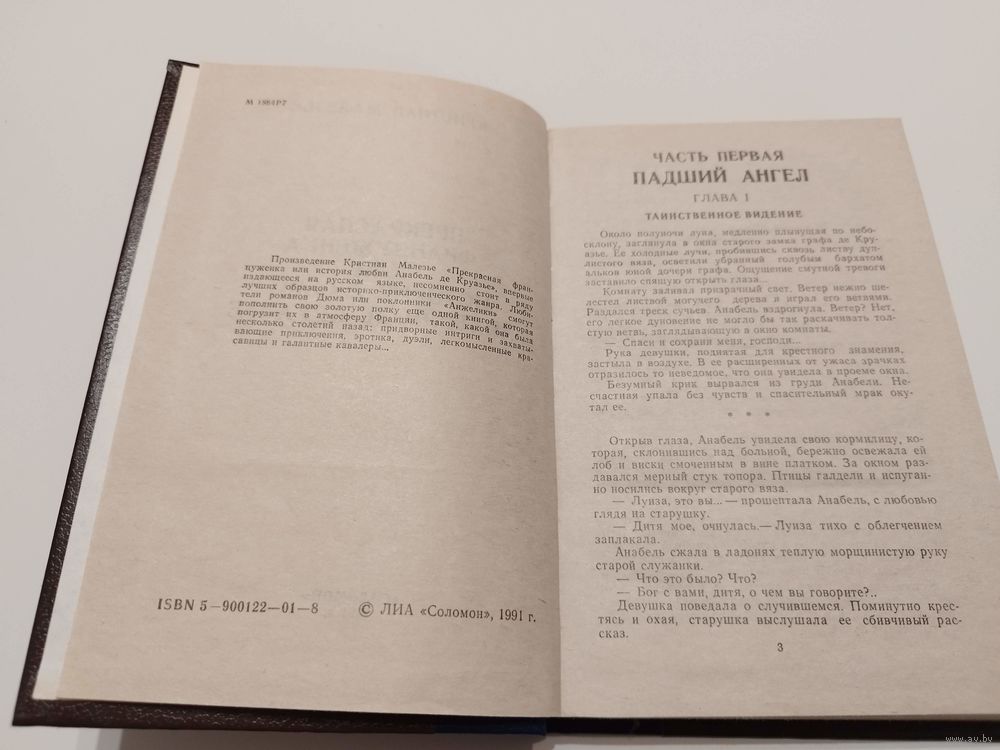 М 1884Р7
Произведение Кристиан Малезье «Прекрасная фран-
цуженка или история любви Анабель де Круазье», впервые
издающееся на русском языке, несомненно стоит в ряду
лучших образцов историко-приключенческого жанра. Люби-
тели романов Дюма или поклонники «Анжелики» смогут
пополнить свою золотую полку еще одной книгой, которая
погрузит их в атмосферу Франции, такой, какой она была
несколько столетий назад: придворные интриги и захваты-
вающие приключения, эротика, дуэли, легкомысленные кра-
савицы и галантные кавалеры...
ISBN 5—900122—01—8
© ЛИА «Соломон», 1991 г.
ЧАСТЬ ПЕРВАЯ
ПАДШИЙ АНГЕЛ
ГЛАВА I
ТАИНСТВЕННОЕ ВИДЕНИЕ
Около полуночи луна, медленно плывущая по небо-
склону, заглянула в окна старого замка графа де Кру-
азье. Ее холодные лучи, пробившись сквозь листву дуп-
листого вяза, осветили убранный голубым бархатом
альков юной дочери графа. Ощущение смутной тревоги
заставило спящую открыть глаза...
Комнату заливал призрачный свет. Ветер нежно ше-
лестел листвой могучего дерева и играл его ветвями.
Раздался треск сучьев. Анабель вздрогнула. Ветер? Нет,
его легкое дуновение не могло бы так раскачивать тол-
стую ветвь, заглядывающую в окно комнаты.
— Спаси и сохрани меня, господи...
Рука девушки, поднятая для крестного знамения,
застыла в воздухе. В ее расширенных от ужаса зрачках
отразилось то неведомое, что она увидела в проеме окна.
Безумный крик вырвался из груди Анабели. Не-
счастная упала без чувств и спасительный мрак оку-
тал ее.
* * *
Открыв глаза, Анабель увидела свою кормилицу, ко-
торая, склонившись над больной, бережно освежала ей
лоб и виски смоченным в вине платком. За окном раз-
давался мерный стук топора. Птицы галдели и испуган-
но носились вокруг старого вяза.
— Луиза, это вы...— прошептала Анабель, с любовью
глядя на старушку.
— Дитя мое, очнулась.— Луиза тихо с облегчением
заплакала.
Анабель сжала в ладонях теплую морщинистую руку
старой служанки.
— Что это было? Что?
— Бог с вами, дитя, о чем вы говорите?..
Девушка поведала о случившемся. Поминутно крес-
тясь и охая, старушка выслушала ее сбивчивый рас-
сказ.
3
www.av.by